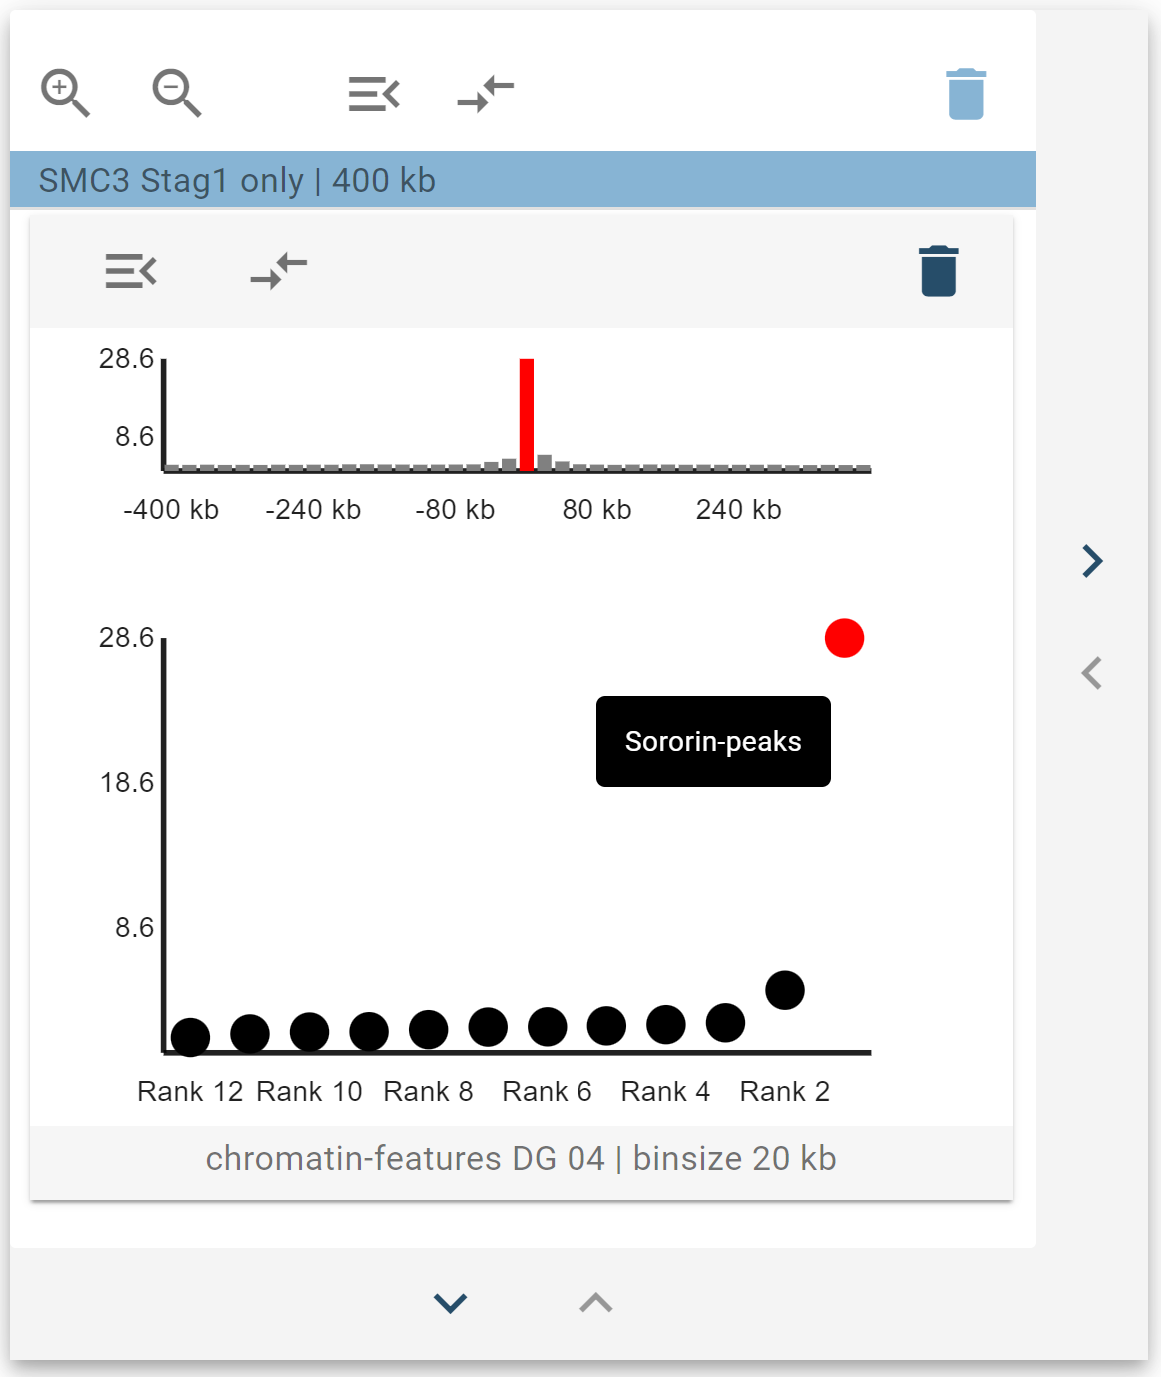 SMC3 Stag1 only | 400 kb
28.6
8.6
-400 kb -240 kb -80 kb 80 kb 240 kb
28.6
Sororin-peaks
18.6
8.6
Rank 12 Rank 10 Rank 8 Rank 6 Rank 4 Rank 2
chromatin-features DG 04 | binsize 20 kb